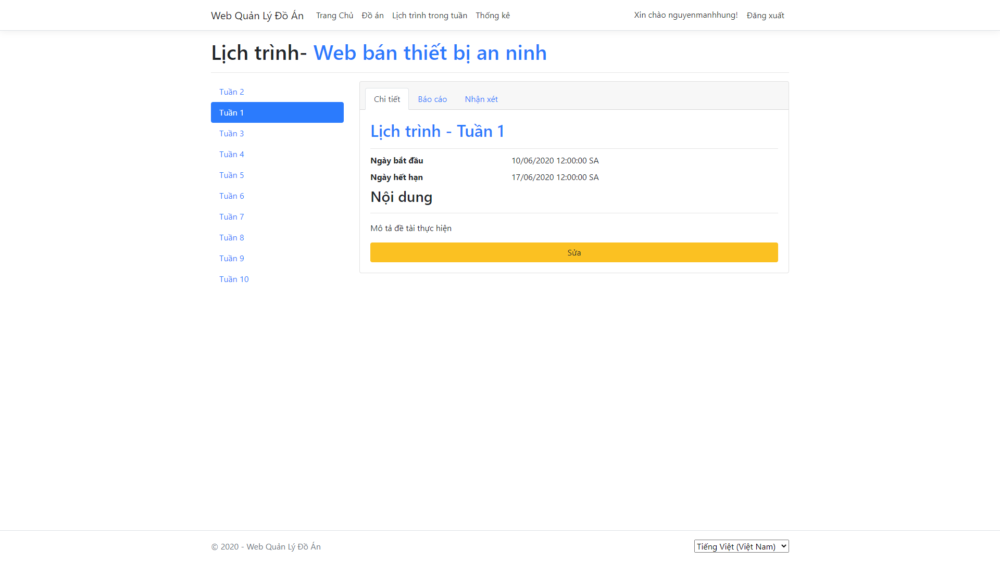 Web Quản Lý Đồ Án Trang Chủ Đồ án Lịch trình trong tuần Thống kê Xin chào nguyenmanhhung! Đăng xuất
Lịch trình- Web bán thiết bị an ninh
Tuần 2
Tuần 1
Tuần 3
Tuần 4
Tuần 5
Tuần 6
Tuần 7
Tuần 8
Tuần 9
Tuần 10
Chi tiết Báo cáo Nhận xét
Lịch trình - Tuần 1
Ngày bắt đầu 10/06/2020 12:00:00 SA
Ngày hết hạn 17/06/2020 12:00:00 SA
Nội dung
Mô tả đề tài thực hiện
Sửa
© 2020 - Web Quản Lý Đồ Án Tiếng Việt (Việt Nam)